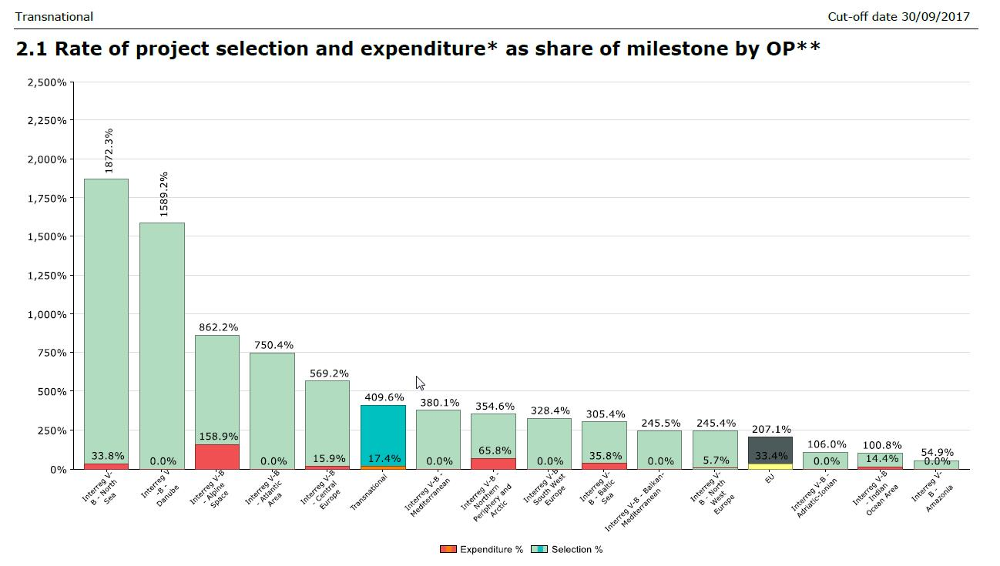 Transnational
Cut-off date 30/09/2017
2.1 Rate of project selection and expenditure* as share of milestone by OP**
2,500%
2,250%
2,000%
1,750%
1,500%
1,250%
1,000%
750%
500%
250%
0%
1872.3%
33.8%
1589.2%
0.0%
862.2%
158.9%
750.4%
0.0%
569.2%
15.9%
409.6%
17.4%
380.1%
0.0%
354.6%
65.8%
328.4%
0.0%
305.4%
35.8%
245.5%
0.0%
245.4%
5.7%
207.1%
33.4%
106.0%
0.0%
100.8%
14.4%
54.9%
0.0%
Interreg V-
B - North
Sea
Interreg V
-B - V
Danube
Interreg V-B
- Alpine
Space
Interreg V-B
- Atlantic
Area
Interreg V-B
- Central
Europe
Transnational
Interreg V-B -
Mediterranean
Interreg V-B -
Northern
Periphery and
Arctic
Interreg V-B
South West
Europe
Interreg V-
B - Baltic
Sea
Interreg V-B - Balkan-
Mediterranean
Interreg V-
B - North
West
Europe
EU
Interreg V-B -
Adriatic-Ionian
Interreg V-B
- Indian
Ocean Area
Interreg V-
B -
Amazonia
Expenditure %
Selection %